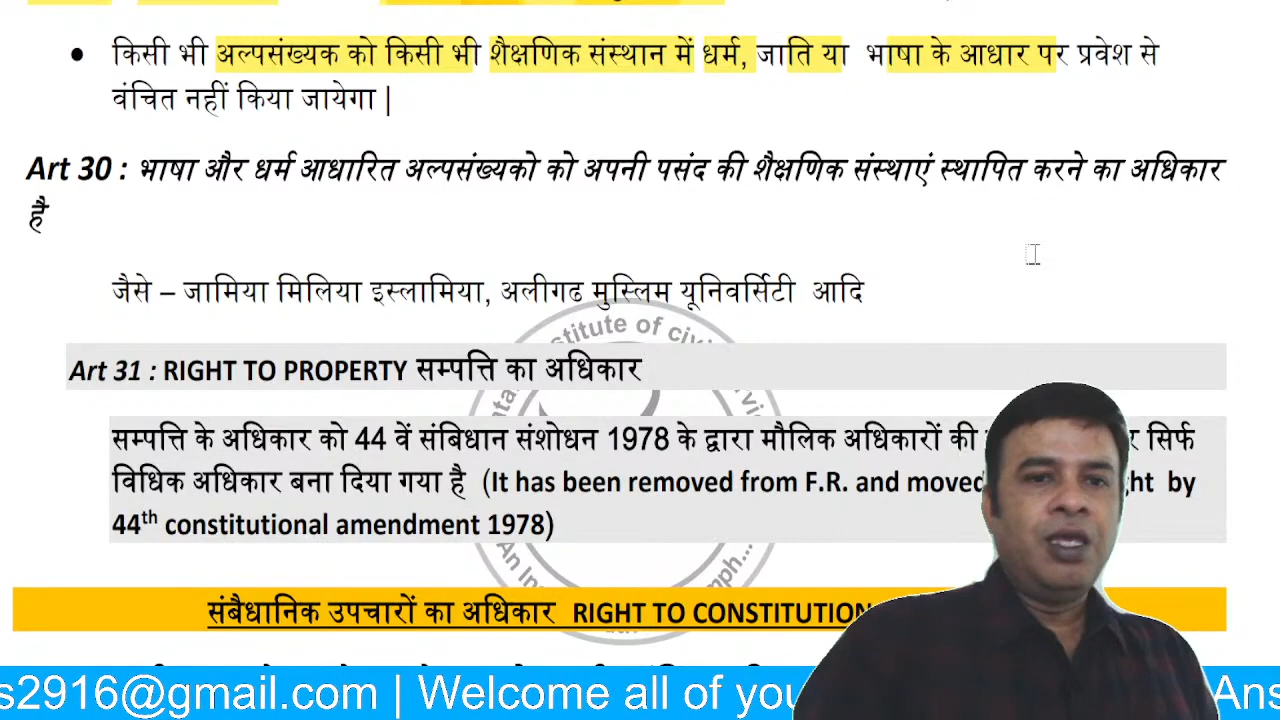 किसी भी अल्पसंख्यक को किसी भी शैक्षणिक संस्थान में धर्म, जाति या भाषा के आधार पर प्रवेश से
वंचित नहीं किया जायेगा |
Art 30 : भाषा और धर्म आधारित अल्पसंख्यको को अपनी पसंद की शैक्षणिक संस्थाएं स्थापित करने का अधिकार
है
जैसे – जामिया मिलिया इस्लामिया, अलीगढ मुस्लिम यूनिवर्सिटी आदि
Art 31 : RIGHT TO PROPERTY सम्पत्ति का अधिकार
सम्पत्ति के अधिकार को 44 वें संबिधान संशोधन 1978 के द्वारा मौलिक अधिकारों की सिर्फ
विधिक अधिकार बना दिया गया है (It has been removed from F.R. and moved by
44th constitutional amendment 1978)
संबैधानिक उपचारों का अधिकार RIGHT TO CONSTITUTION
s2916@gmail.com | Welcome all of you Ans